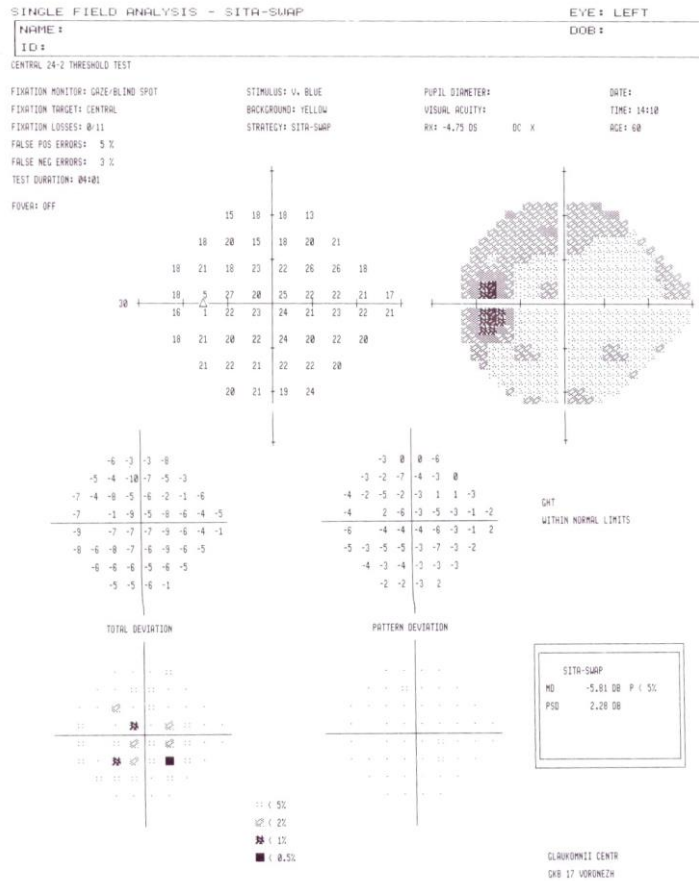 SINGLE FIELD ANALYSIS - SITA-SWAP EYE: LEFT
NAME: DOB:
ID:
CENTRAL 24-2 THRESHOLD TEST
FIXATION MONITOR: GAZE/BLIND SPOT STIMULUS: V, BLUE PUPIL DIAMETER: DATE:
FIXATION TARGET: CENTRAL BACKGROUND: YELLOW VISUAL ACUITY: TIME: 14:10
FIXATION LOSSES: 0/11 STRATEGY: SITA-SWAP RX: -4.75 DS DC X AGE: 60
FALSE POS ERRORS: 5 %
FALSE NEG ERRORS: 3 %
TEST DURATION: 04:01
FOVEA: OFF
15 18 18 13
18 20 15 18 20 21
18 21 18 23 22 26 26 18
18 5 27 20 25 22 22 21 17
30
16 1 22 23 24 21 23 22 21
18 21 20 22 24 20 22 20
21 22 21 22 22 20
20 21 19 24
-6 -3 -3 -8 -3 0 0 -6
-5 -4 -10 -7 -5 -3 -3 -2 -7 -4 -3 0
-7 -4 -8 -5 -6 -2 -1 -6 -4 -2 -5 -2 -3 1 1 -3
GHT
-7 -1 -9 -5 -8 -6 -4 -5 -4 2 -6 -3 -5 -3 -1 -2
WITHIN NORMAL LIMITS
-9 -7 -7 -7 -9 -6 -4 -1 -6 -4 -4 -4 -6 -3 -1 2
-8 -6 -8 -7 -6 -9 -6 -5 -5 -3 -5 -5 -3 -7 -3 -2
-6 -6 -6 -5 -6 -5 -4 -3 -4 -3 -3 -3
-5 -5 -6 -1 -2 -2 -3 2
TOTAL DEVIATION PATTERN DEVIATION
SITA-SWAP
MD -5.81 DB P < 5%
PSD 2.28 DB
< 5%
< 2%
< 1%
< 0.5%
GLAUKOMNII CENTR
GKB 17 VORONEZH